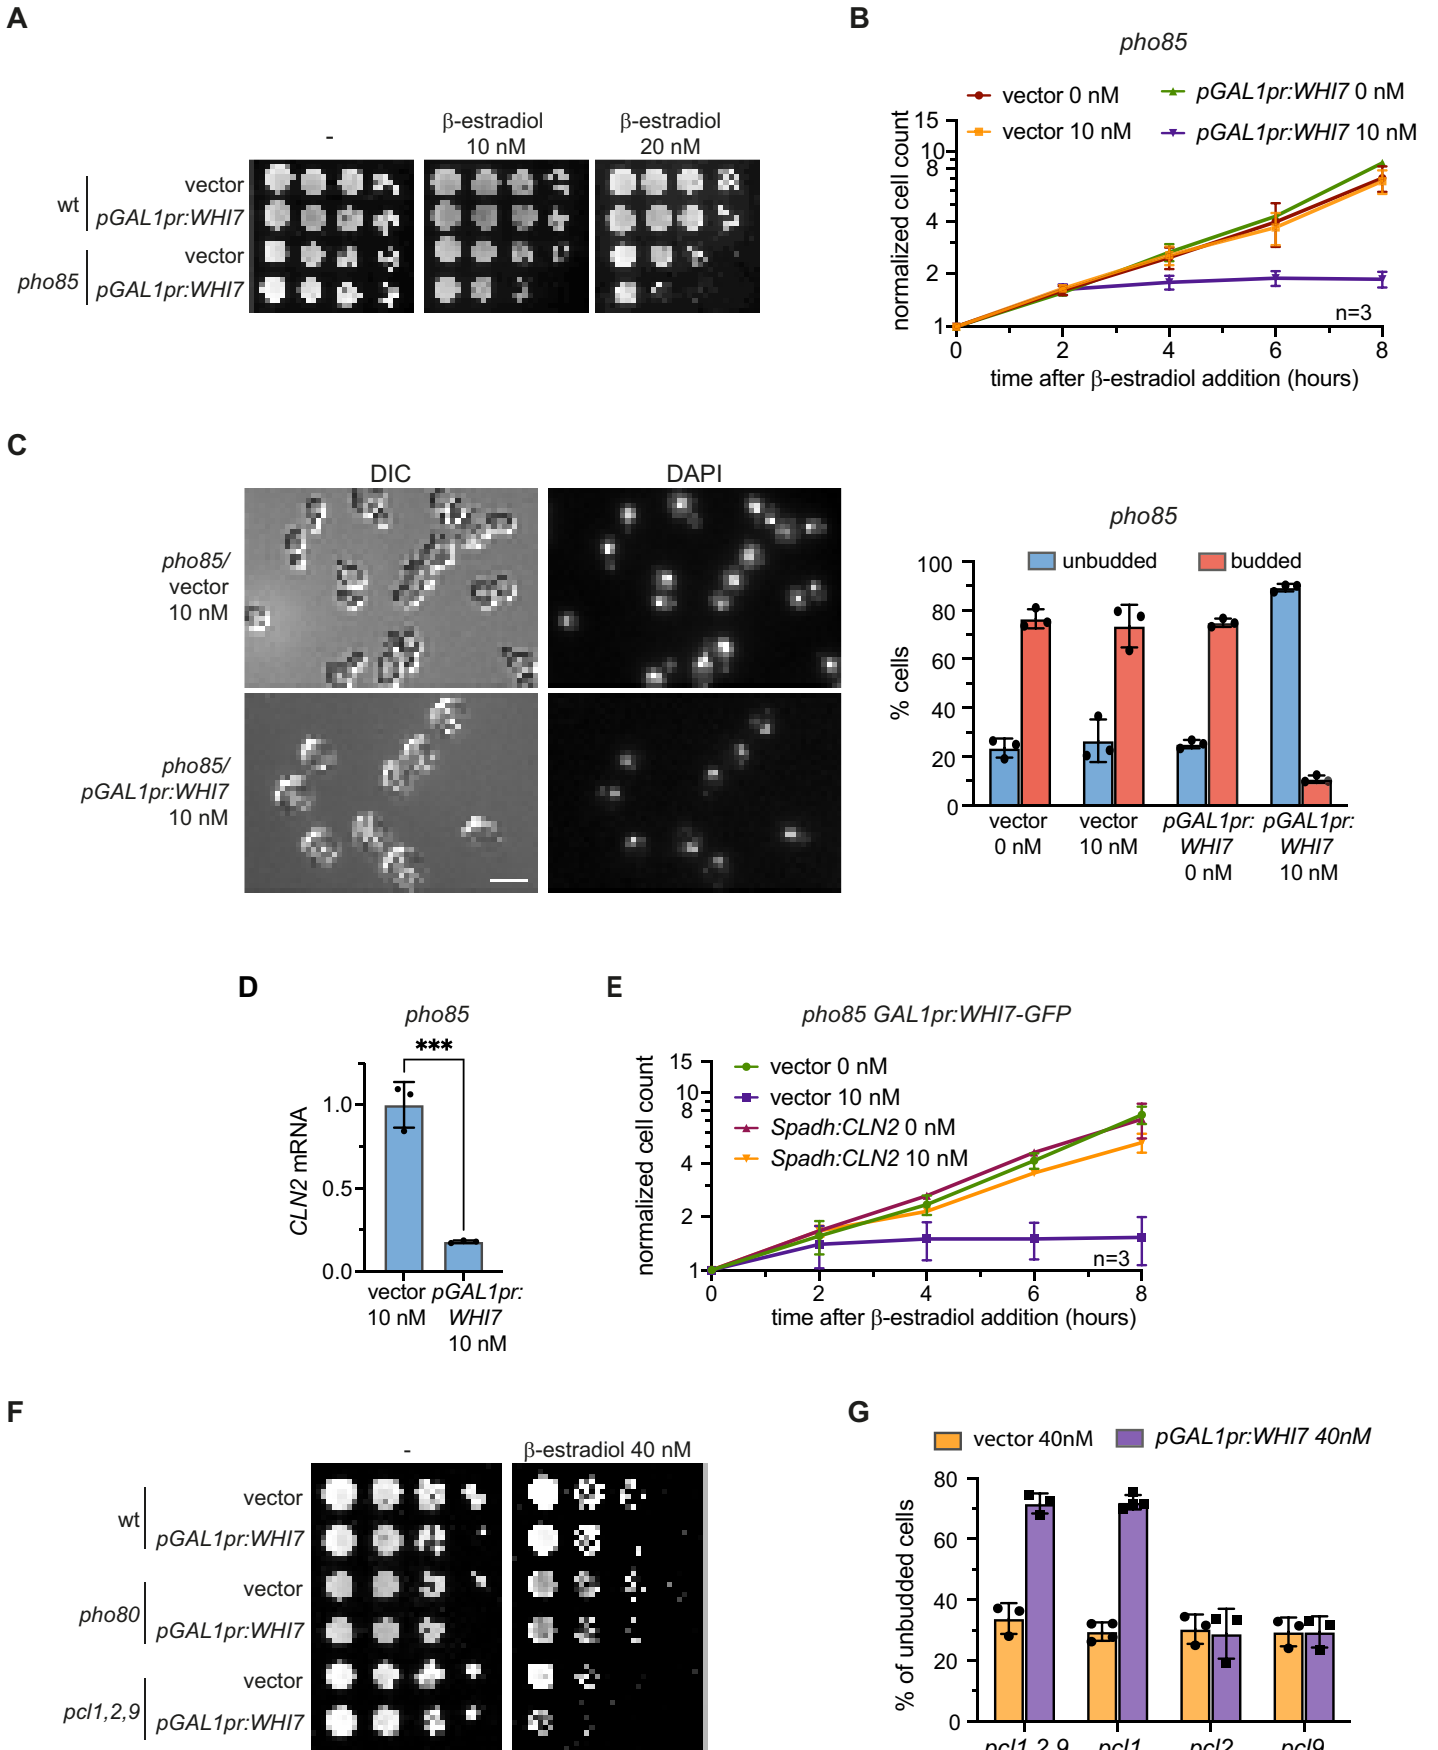 A
-
β-estradiol
10 nM
β-estradiol
20 nM
wt
vector
pGAL1pr:WHI7
pho85
vector
pGAL1pr:WHI7
B
pho85
vector 0 nM
pGAL1pr:WHI7 0 nM
vector 10 nM
pGAL1pr:WHI7 10 nM
normalized cell count
15
10
8
4
2
1
n=3
0 2 4 6 8
time after β-estradiol addition (hours)
C
DIC
DAPI
pho85/
vector
10 nM
pho85/
pGAL1pr:WHI7
10 nM
pho85
unbudded
budded
% cells
100
80
60
40
20
0
vector
0 nM
vector
10 nM
pGAL1pr:
WHI7
0 nM
pGAL1pr:
WHI7
10 nM
D
pho85
***
CLN2 mRNA
1.0
0.5
0.0
vector
10 nM
pGAL1pr:
WHI7
10 nM
E
pho85 GAL1pr:WHI7-GFP
vector 0 nM
vector 10 nM
Spadh:CLN2 0 nM
Spadh:CLN2 10 nM
normalized cell count
15
10
8
4
2
1
n=3
0 2 4 6 8
time after β-estradiol addition (hours)
F
-
β-estradiol 40 nM
wt
vector
pGAL1pr:WHI7
pho80
vector
pGAL1pr:WHI7
pcl1,2,9
vector
pGAL1pr:WHI7
G
vector 40nM
pGAL1pr:WHI7 40nM
% of unbudded cells
80
60
40
20
0
pcl1,2,9 pcl1 pcl2 pcl9